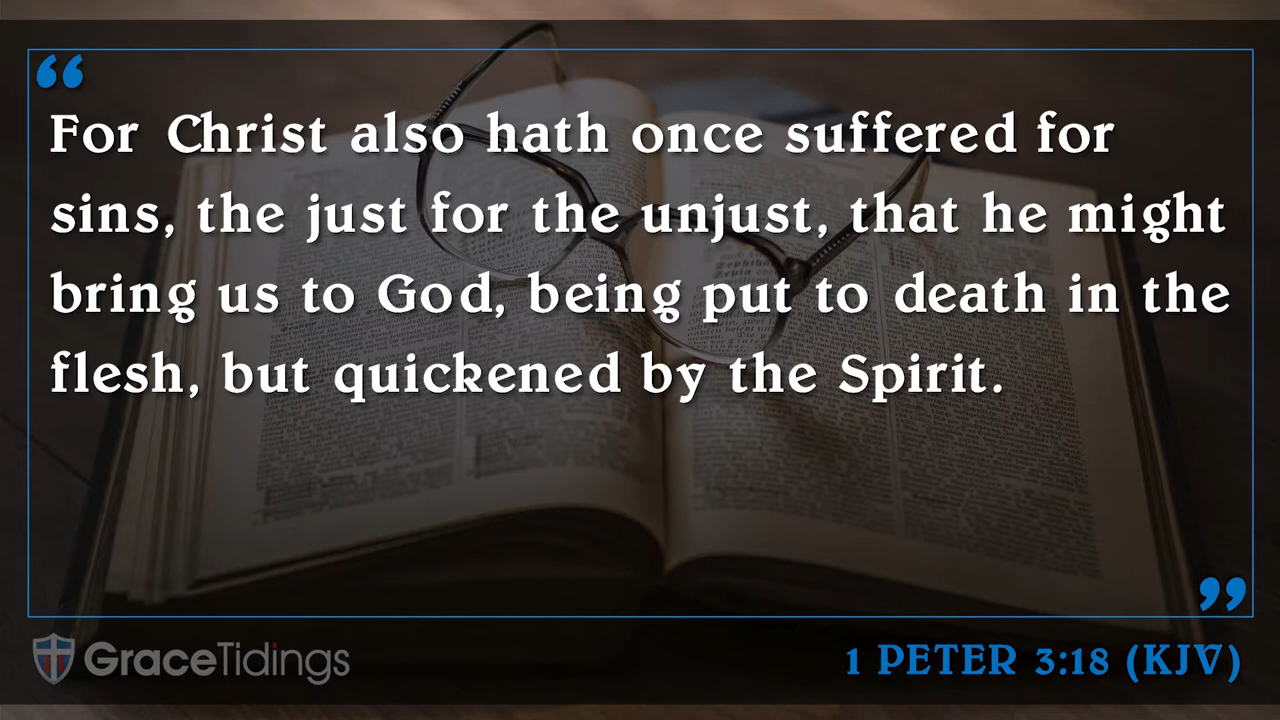 “
For Christ also hath once suffered for
sins, the just for the unjust, that he might
bring us to God, being put to death in the
flesh, but quickened by the Spirit.
”
GraceTidings
1 PETER 3:18 (KJV)